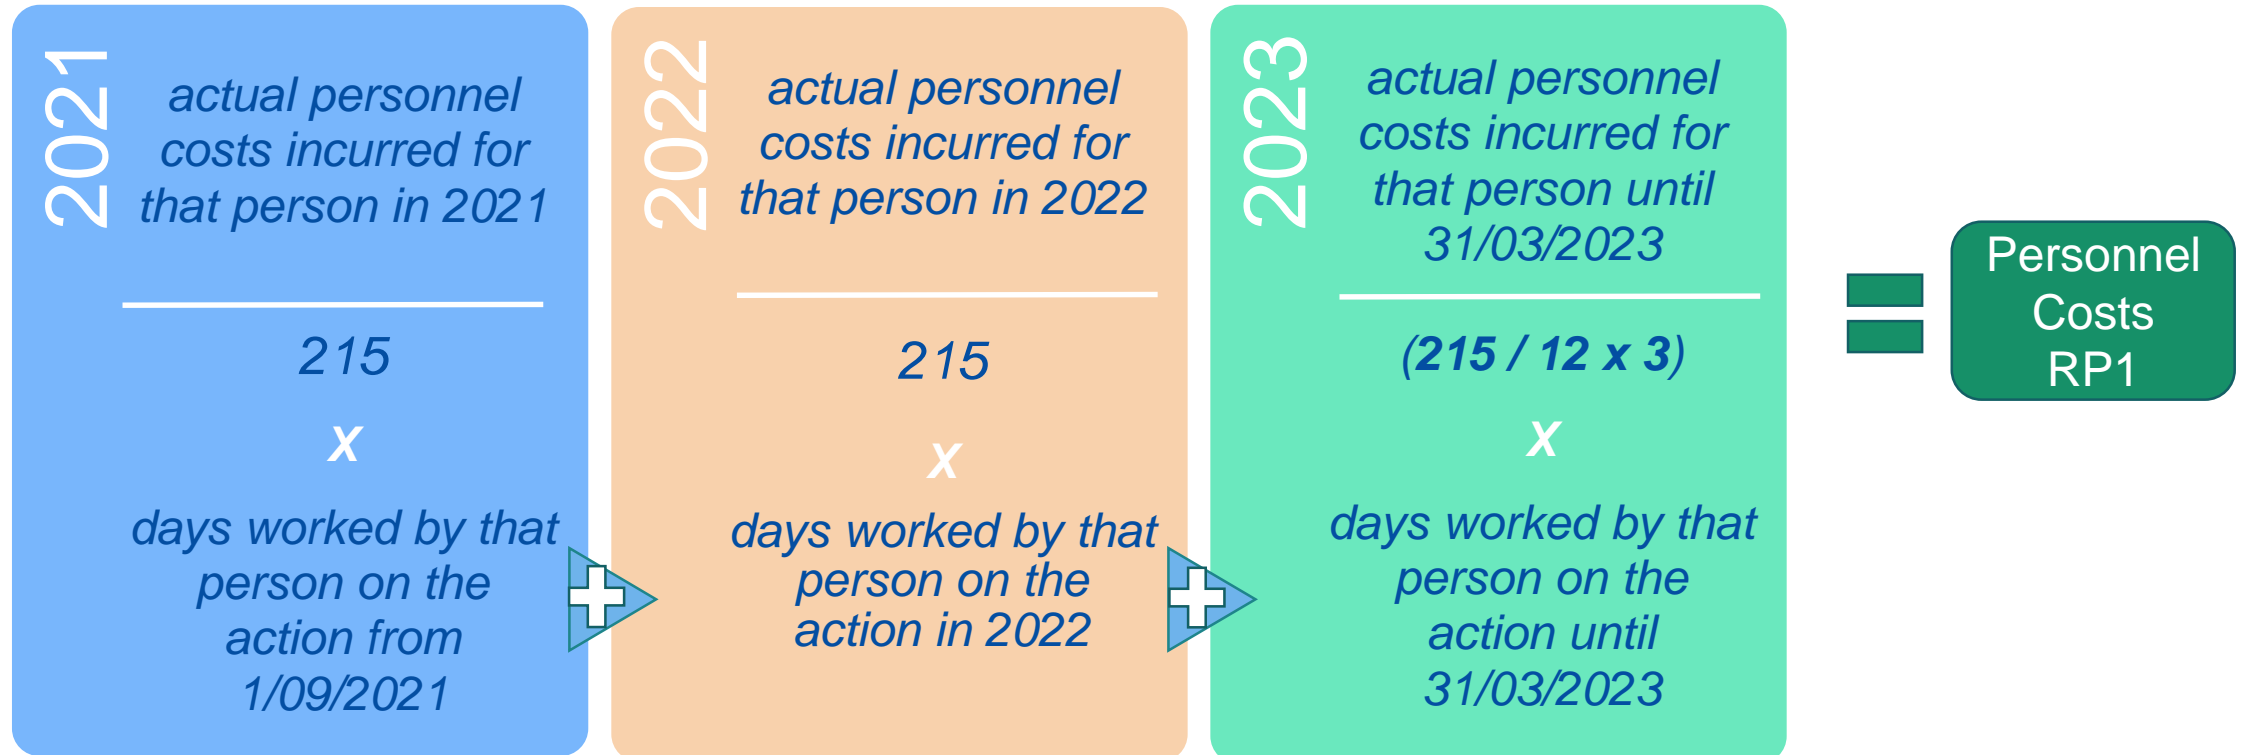 2021
actual personnel
costs incurred for
that person in 2021
215
x
days worked by that
person on the
action from
1/09/2021
2022
actual personnel
costs incurred for
that person in 2022
215
x
days worked by that
person on the
action in 2022
2023
actual personnel
costs incurred for
that person until
31/03/2023
(215 / 12 x 3)
x
days worked by that
person on the
action until
31/03/2023
Personnel
Costs
RP1